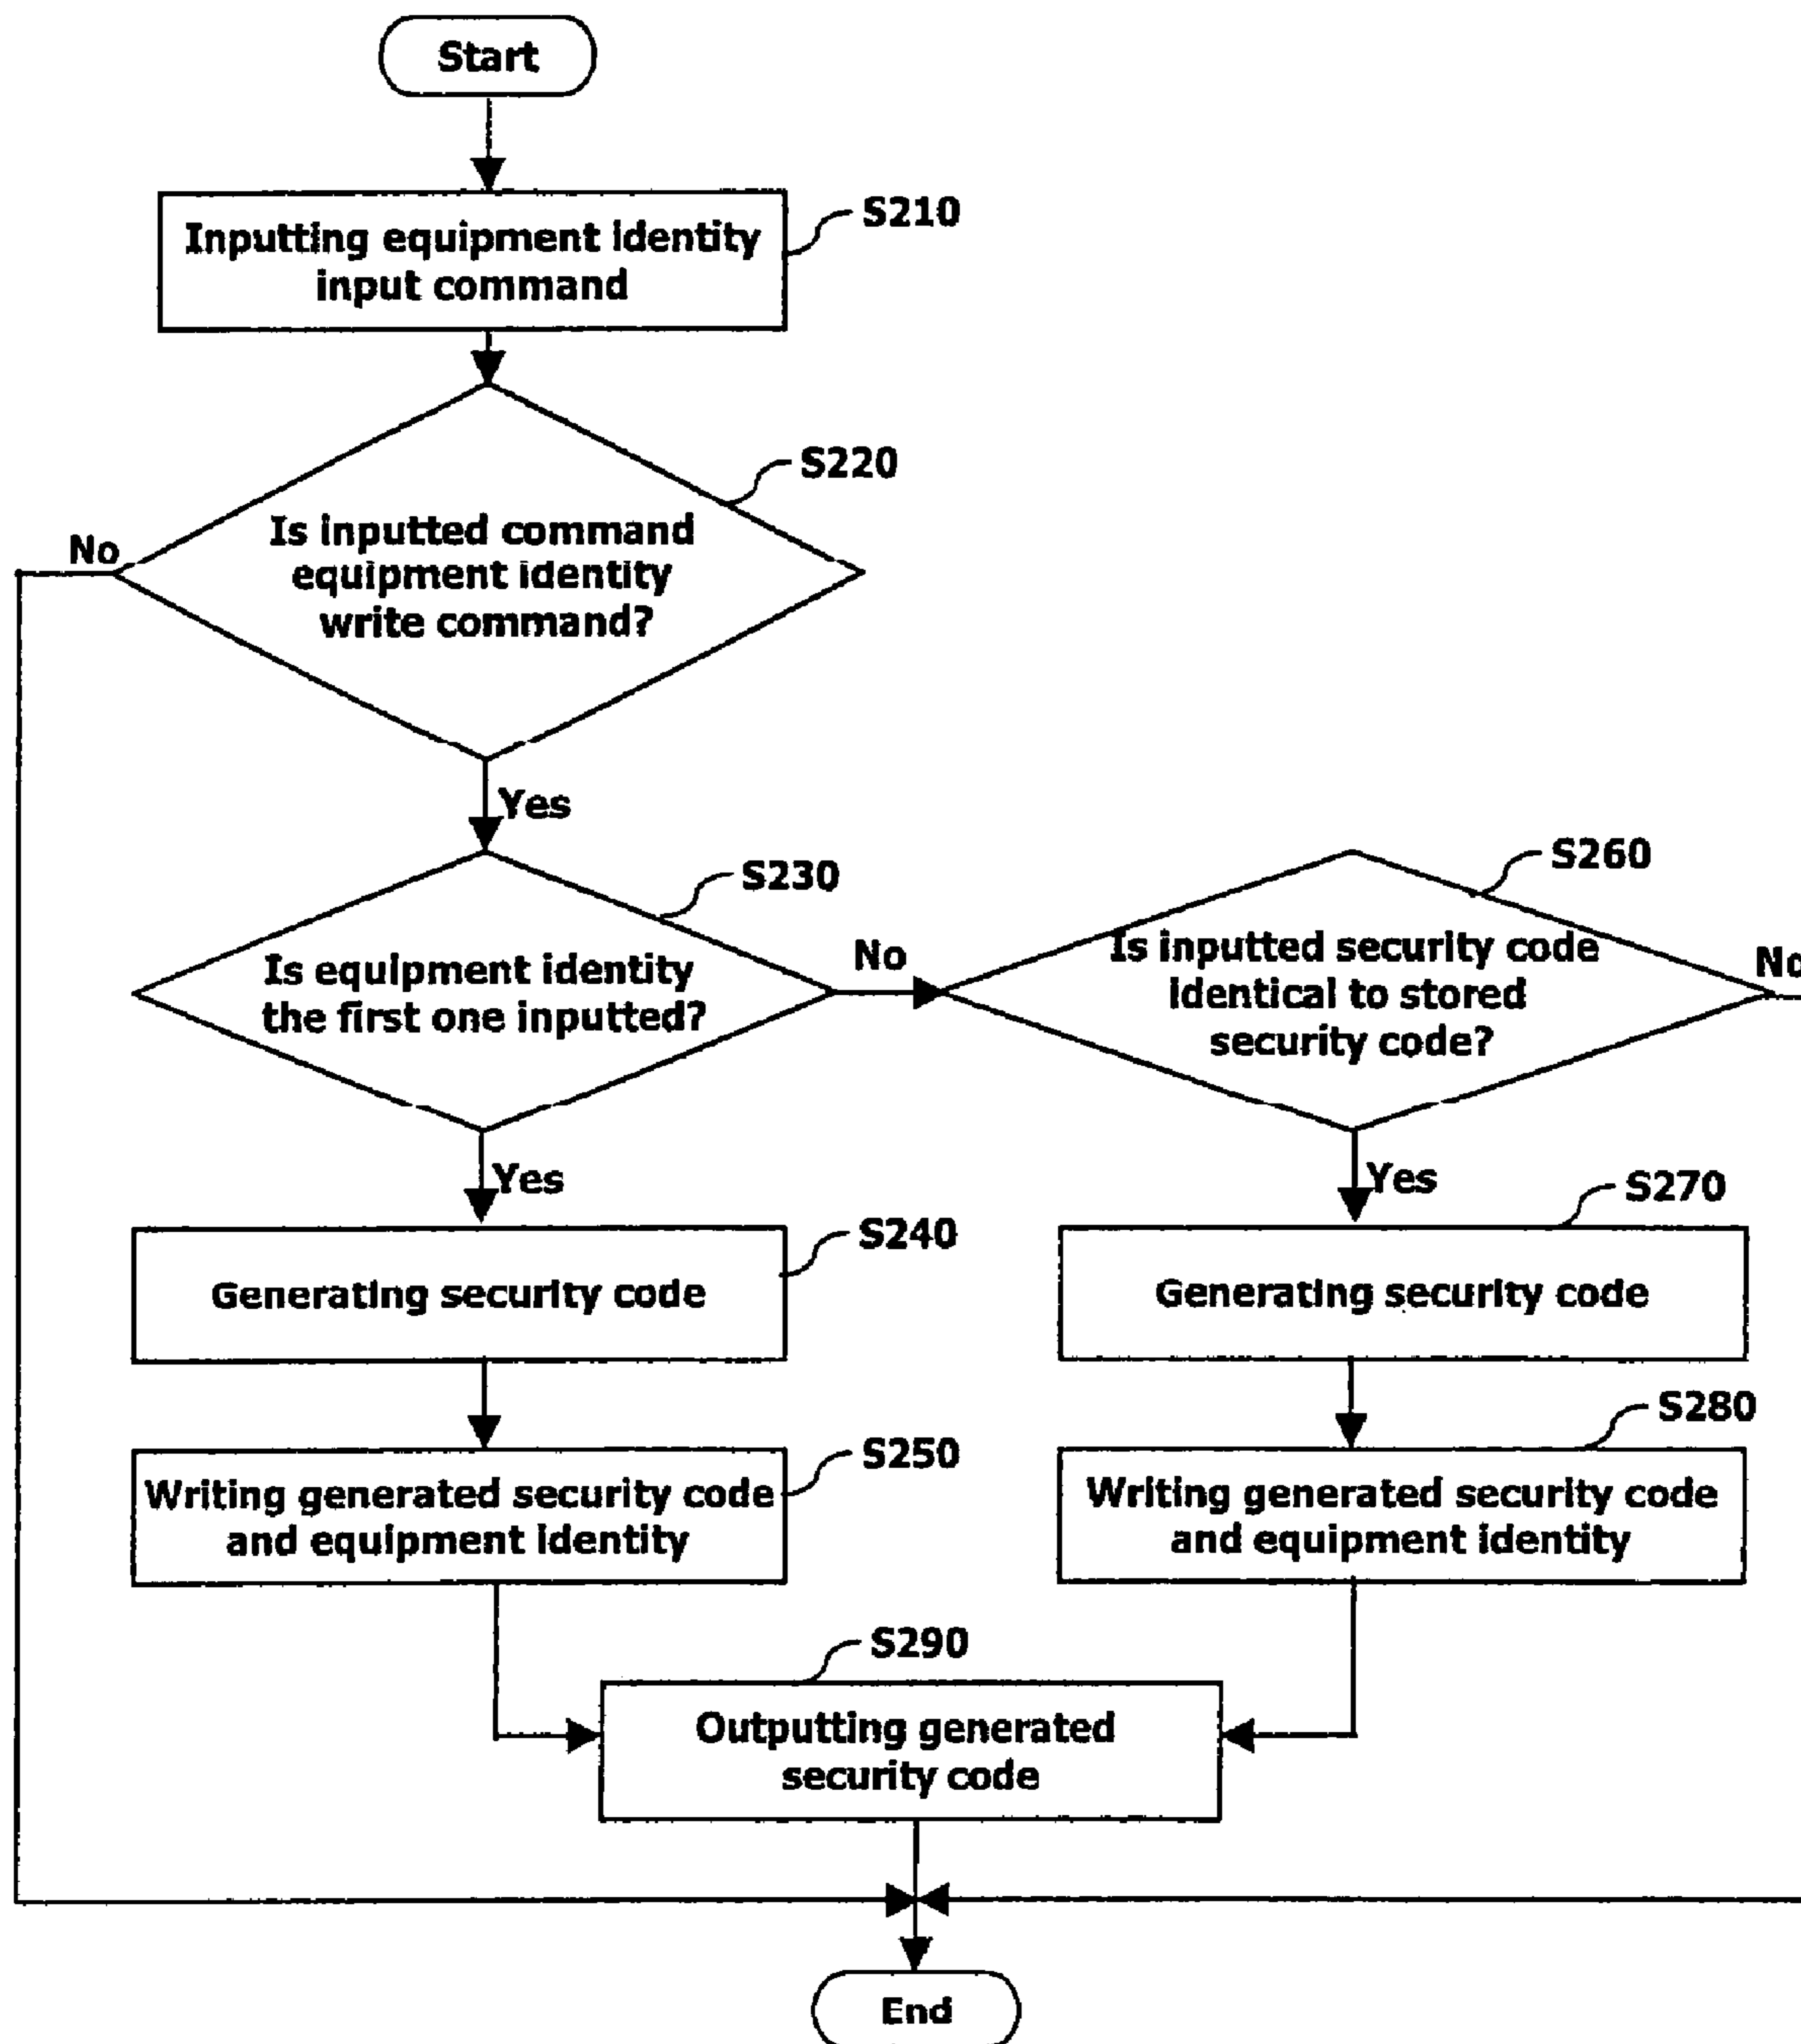 Start
Inputting equipment identity
input command
S210
Is inputted command
equipment identity
write command?
S220
No
Yes
Is equipment identity
the first one inputted?
S230
No
Is inputted security code
identical to stored
security code?
S260
No
Yes
Yes
Generating security code
S240
Generating security code
S270
Writing generated security code
and equipment identity
S250
Writing generated security code
and equipment identity
S280
Outputting generated
security code
S290
End